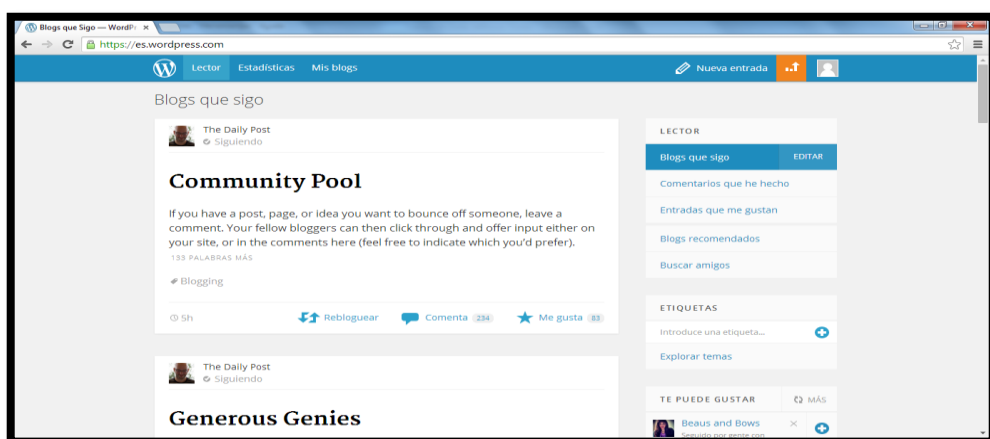 Blogs que Sigo — WordPr
https://es.wordpress.com
Lector Estadísticas Mis blogs Nueva entrada
Blogs que sigo
The Daily Post
Siguiendo
Community Pool
If you have a post, page, or idea you want to bounce off someone, leave a
comment. Your fellow bloggers can then click through and offer input either on
your site, or in the comments here (feel free to indicate which you'd prefer).
133 PALABRAS MÁS
Blogging
5h Rebloguear Comenta 234 Me gusta 83
The Daily Post
Siguiendo
Generous Genies
LECTOR
Blogs que sigo EDITAR
Comentarios que he hecho
Entradas que me gustan
Blogs recomendados
Buscar amigos
ETIQUETAS
Introduce una etiqueta...
Explorar temas
TE PUEDE GUSTAR MÁS
Beaus and Bows
Seguido por gente con...